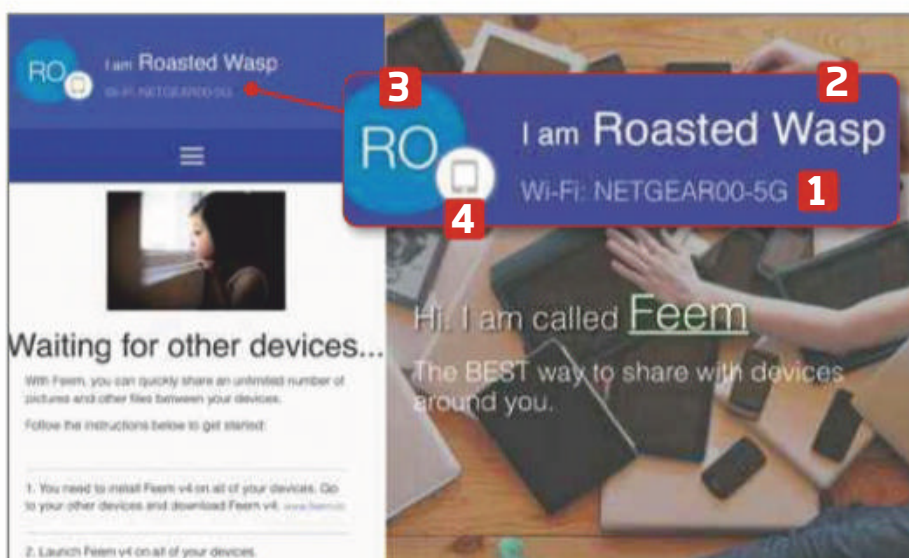 RO
I am Roasted Wasp
Wi-Fi: NETGEAR00-5G
3
2
RO
I am Roasted Wasp
Wi-Fi: NETGEAR00-5G 1
4
Hi. I am called Feem
The BEST way to share with devices
around you.
Waiting for other devices...
With Feem, you can quickly share an unlimited number of
pictures and other files between your devices.
Follow the instructions below to get started:
1. You need to install Feem v4 on all of your devices. Go
to your other devices and download Feem v4.
2. Launch Feem v4 on all of your devices.